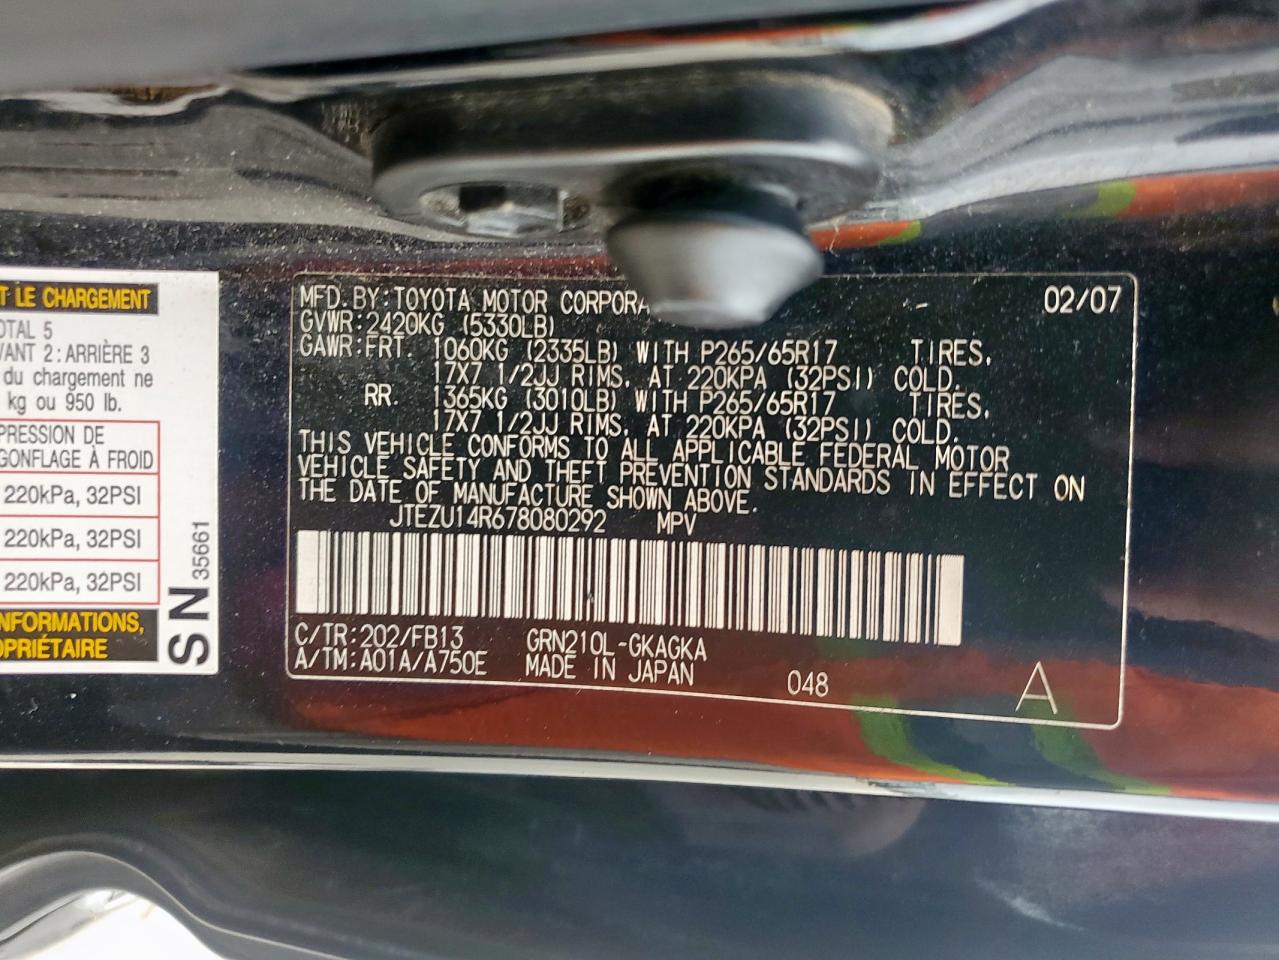 T LE CHARGEMENT
OTAL 5
VANT 2 : ARRIÈRE 3
du chargement ne
kg ou 950 lb.
PRESSION DE
GONFLAGE À FROID
220kPa, 32PSI
220kPa, 32PSI
220kPa, 32PSI
NFORMATIONS,
OPRIÉTAIRE
SN 35661
MFD. BY: TOYOTA MOTOR CORPORA 02/07
GVWR: 2420KG (5330LB)
GAWR: FRT. 1060KG (2335LB) WITH P265/65R17 TIRES,
17X7 1/2JJ RIMS, AT 220KPA (32PSI) COLD.
RR. 1365KG (3010LB) WITH P265/65R17 TIRES,
17X7 1/2JJ RIMS, AT 220KPA (32PSI) COLD.
THIS VEHICLE CONFORMS TO ALL APPLICABLE FEDERAL MOTOR
VEHICLE SAFETY AND THEFT PREVENTION STANDARDS IN EFFECT ON
THE DATE OF MANUFACTURE SHOWN ABOVE.
JTEZU14R678080292 MPV
C/TR: 202/FB13 GRN210L-GKAGKA
A/TM: A01A/A750E MADE IN JAPAN 048 A